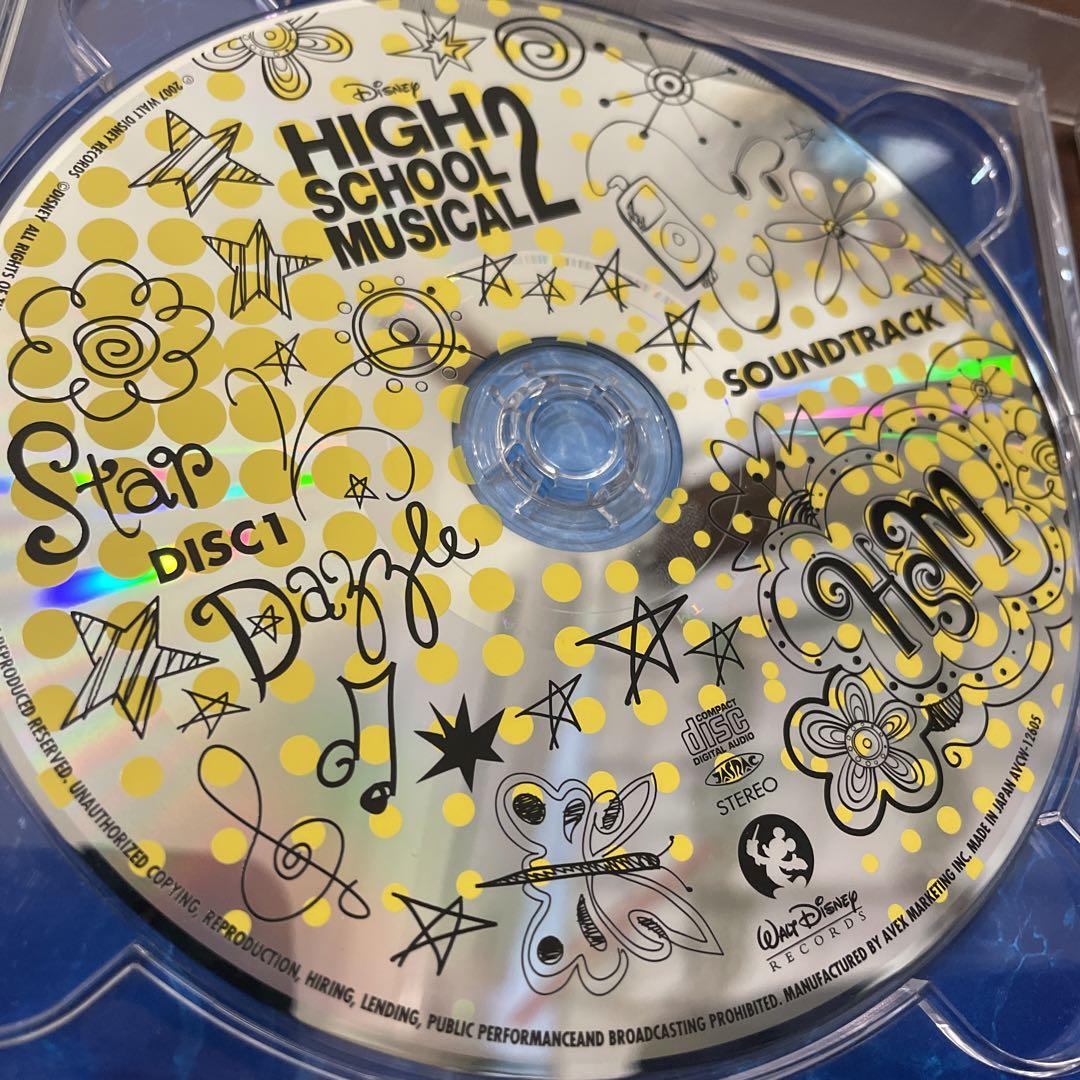 Disney
HIGH
SCHOOL
MUSICAL 2
SOUNDTRACK
Star
DISC 1
Dazzle
HSM
COMPACT
disc
DIGITAL AUDIO
JASRAC
STEREO
WALT DISNEY
RECORDS
℗2007 WALT DISNEY RECORDS ©DISNEY ALL RIGHTS OF
REPRODUCED RESERVED. UNAUTHORIZED COPYING, REPRODUCTION, HIRING, LENDING, PUBLIC PERFORMANCEAND BROADCASTING PROHIBITED. MANUFACTURED BY AVEX MARKETING INC. MADE IN JAPAN AVCW-12605